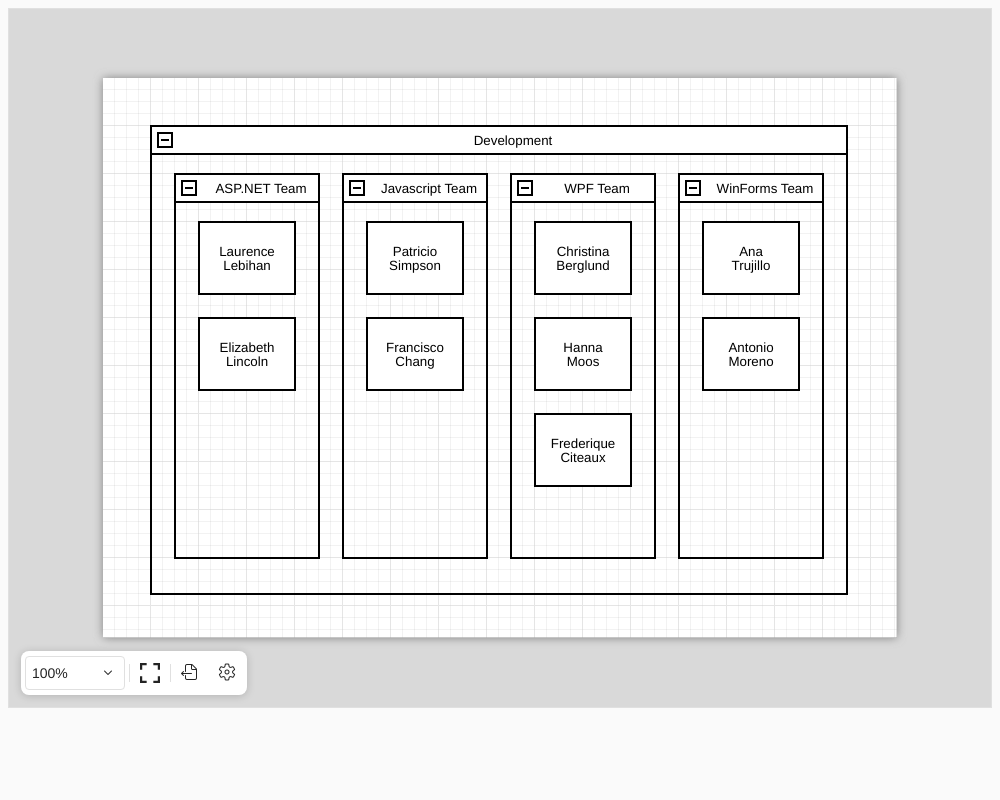 Development
ASP.NET Team
Javascript Team
WPF Team
WinForms Team
Laurence
Lebihan
Patricio
Simpson
Christina
Berglund
Ana
Trujillo
Elizabeth
Lincoln
Francisco
Chang
Hanna
Moos
Antonio
Moreno
Frederique
Citeaux
100%